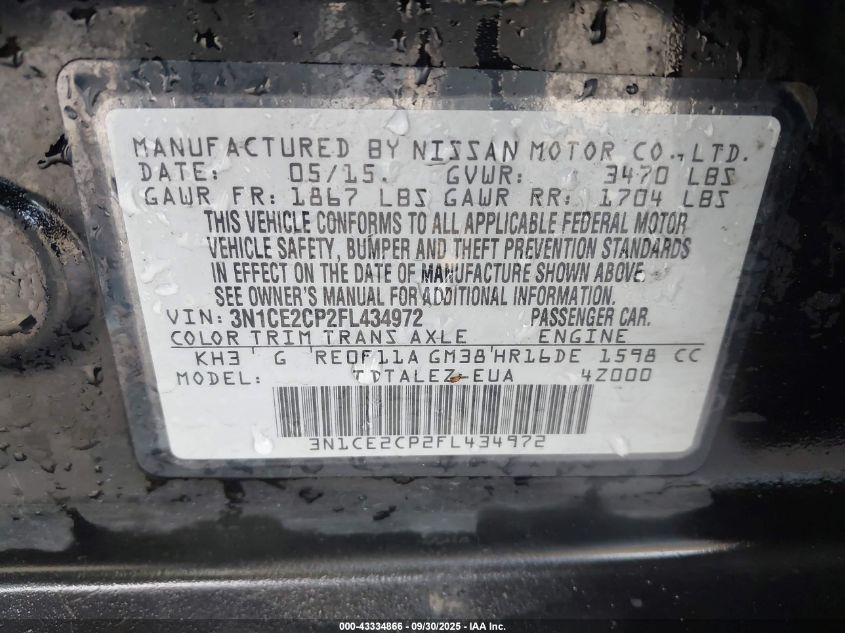 MANUFACTURED BY NISSAN MOTOR CO.,LTD.
DATE: 05/15. GVWR: 3470 LBS
GAWR FR: 1867 LBS GAWR RR: 1704 LBS
THIS VEHICLE CONFORMS TO ALL APPLICABLE FEDERAL MOTOR
VEHICLE SAFETY, BUMPER AND THEFT PREVENTION STANDARDS
IN EFFECT ON THE DATE OF MANUFACTURE SHOWN ABOVE.
SEE OWNER'S MANUAL FOR ADDITIONAL INFORMATION.
VIN: 3N1CE2CP2FL434972 PASSENGER CAR.
COLOR TRIM TRANS AXLE ENGINE
KH3 G RE0F11A GM38 HR16DE 1598 CC
MODEL: TDTALEZ-EUA 4Z000
3N1CE2CP2FL434972
000-43334866 - 09/30/2025 - IAA Inc.